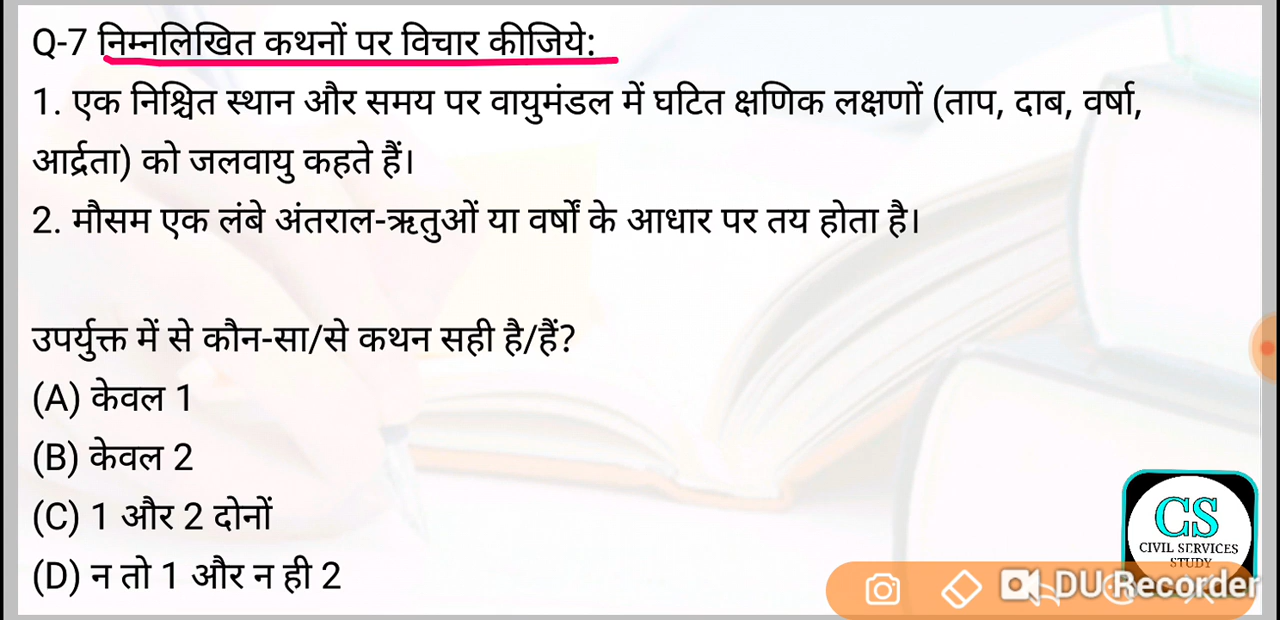 Q-7 निम्नलिखित कथनों पर विचार कीजिये:
1. एक निश्चित स्थान और समय पर वायुमंडल में घटित क्षणिक लक्षणों (ताप, दाब, वर्षा,
आर्द्रता) को जलवायु कहते हैं।
2. मौसम एक लंबे अंतराल-ऋतुओं या वर्षों के आधार पर तय होता है।
उपर्युक्त में से कौन-सा/से कथन सही है/हैं?
(A) केवल 1
(B) केवल 2
(C) 1 और 2 दोनों
(D) न तो 1 और न ही 2
CS
CIVIL SERVICES
STUDY
DU Recorder